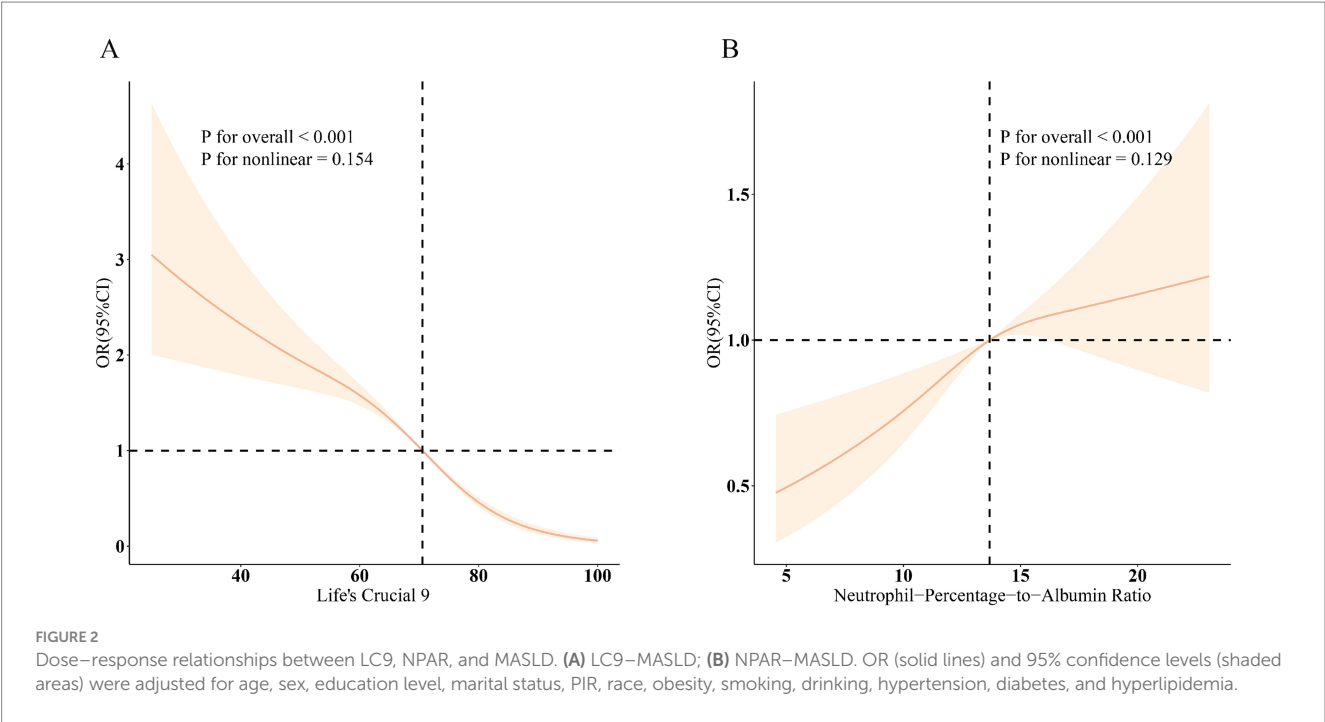 A
P for overall < 0.001
P for nonlinear = 0.154
OR(95%CI)
4
3
2
1
0
40 60 80 100
Life's Crucial 9
B
P for overall < 0.001
P for nonlinear = 0.129
OR(95%CI)
1.5
1.0
0.5
5 10 15 20
Neutrophil−Percentage−to−Albumin Ratio
FIGURE 2
Dose–response relationships between LC9, NPAR, and MASLD. (A) LC9–MASLD; (B) NPAR–MASLD. OR (solid lines) and 95% confidence levels (shaded
areas) were adjusted for age, sex, education level, marital status, PIR, race, obesity, smoking, drinking, hypertension, diabetes, and hyperlipidemia.